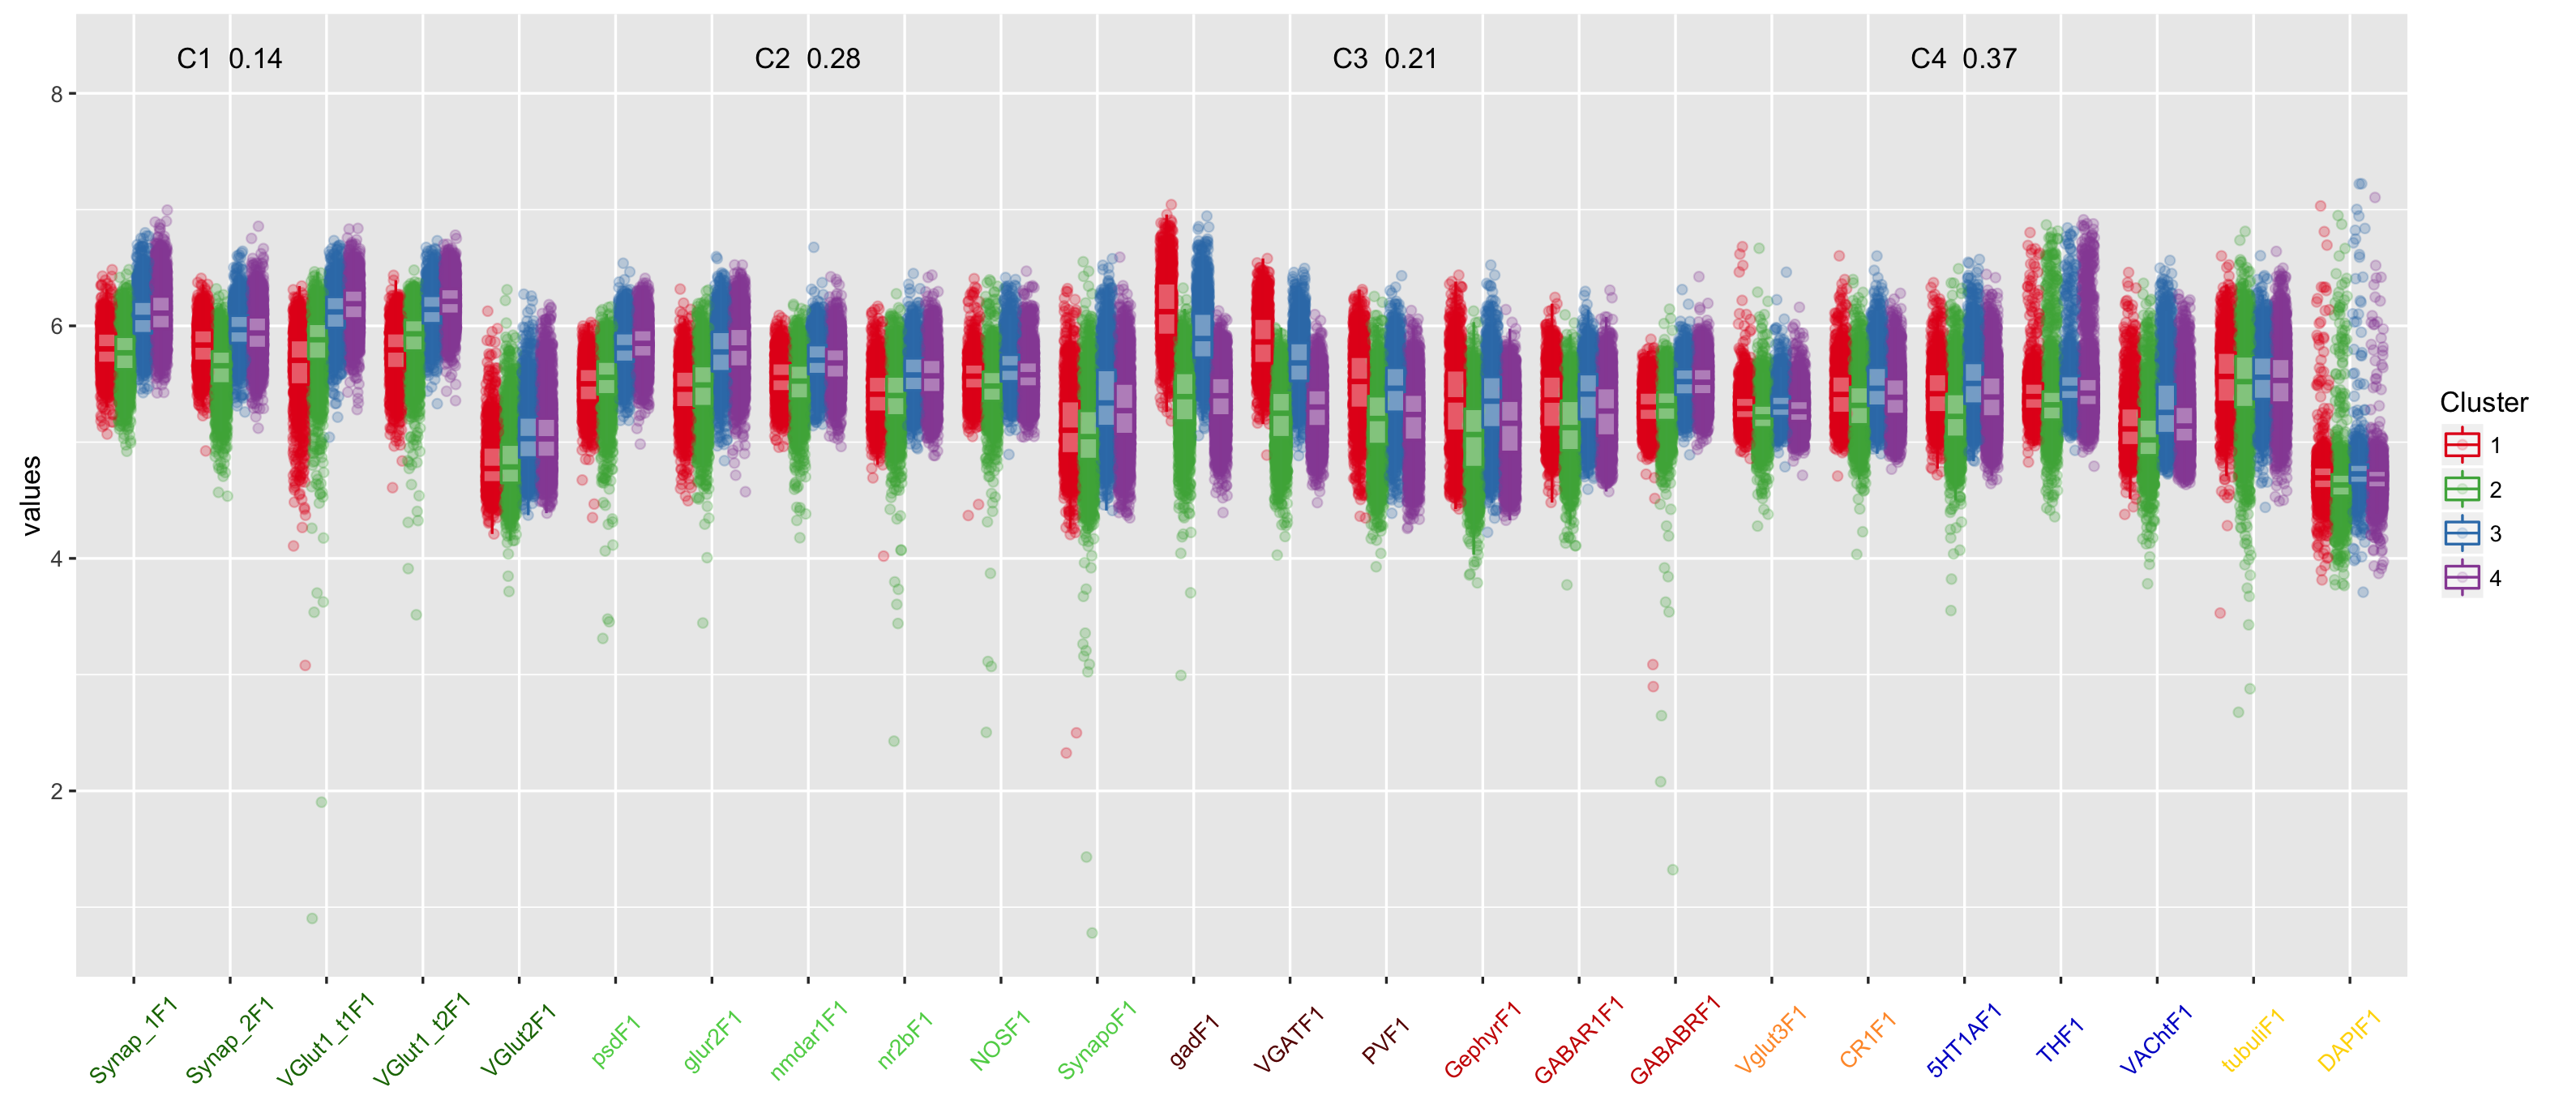 C1 0.14
C2 0.28
C3 0.21
C4 0.37
8
6
4
2
values
Synap_1F1
Synap_2F1
VGlut1_t1F1
VGlut1_t2F1
VGlut2F1
psdF1
glur2F1
nmdar1F1
nr2bF1
NOSF1
SynapoF1
gadF1
VGATF1
PVF1
GephyrF1
GABAR1F1
GABABRF1
Vglut3F1
CR1F1
5HT1AF1
THF1
VAChtF1
tubuliF1
DAPIF1
Cluster
1
2
3
4